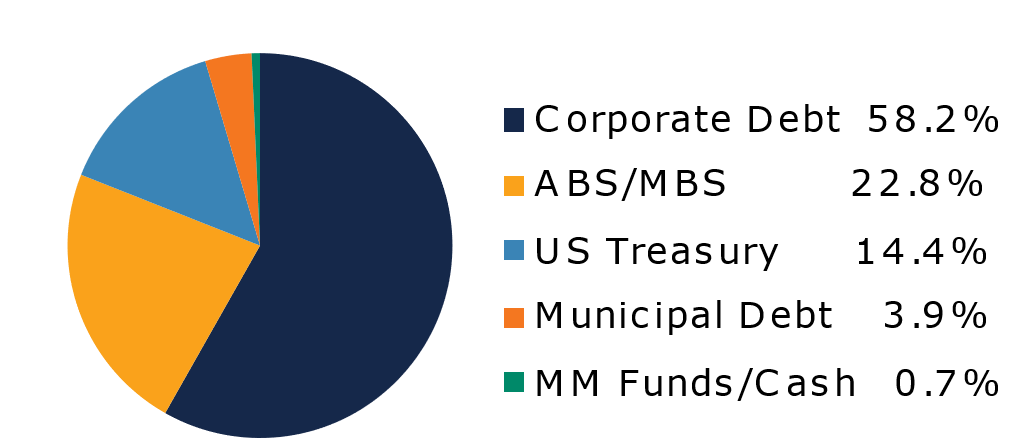 Corporate Debt 58.2%
ABS/MBS 22.8%
US Treasury 14.4%
Municipal Debt 3.9%
MM Funds/Cash 0.7%